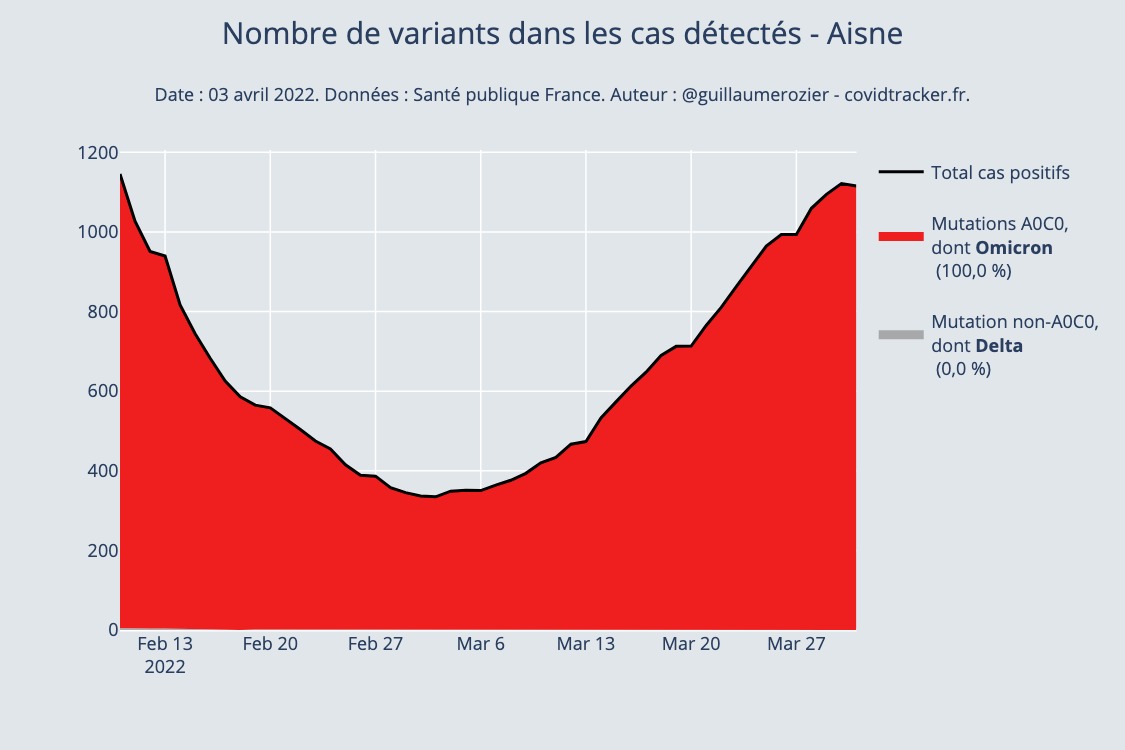 Nombre de variants dans les cas détectés - Aisne
Date : 03 avril 2022. Données : Santé publique France. Auteur : @guillaumerozier - covidtracker.fr.
1200
1000
800
600
400
200
0
Feb 13
2022
Feb 20
Feb 27
Mar 6
Mar 13
Mar 20
Mar 27
Total cas positifs
Mutations A0C0,
dont Omicron
(100,0 %)
Mutation non-A0C0,
dont Delta
(0,0 %)